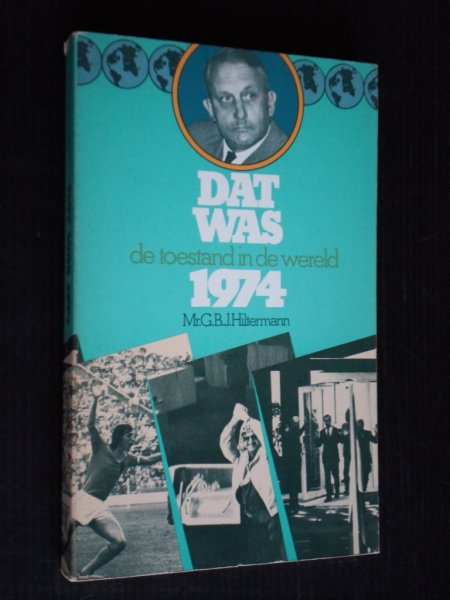 DAT
WAS
de toestand in de wereld
1974
Mr.G.B.J.Hiltermann